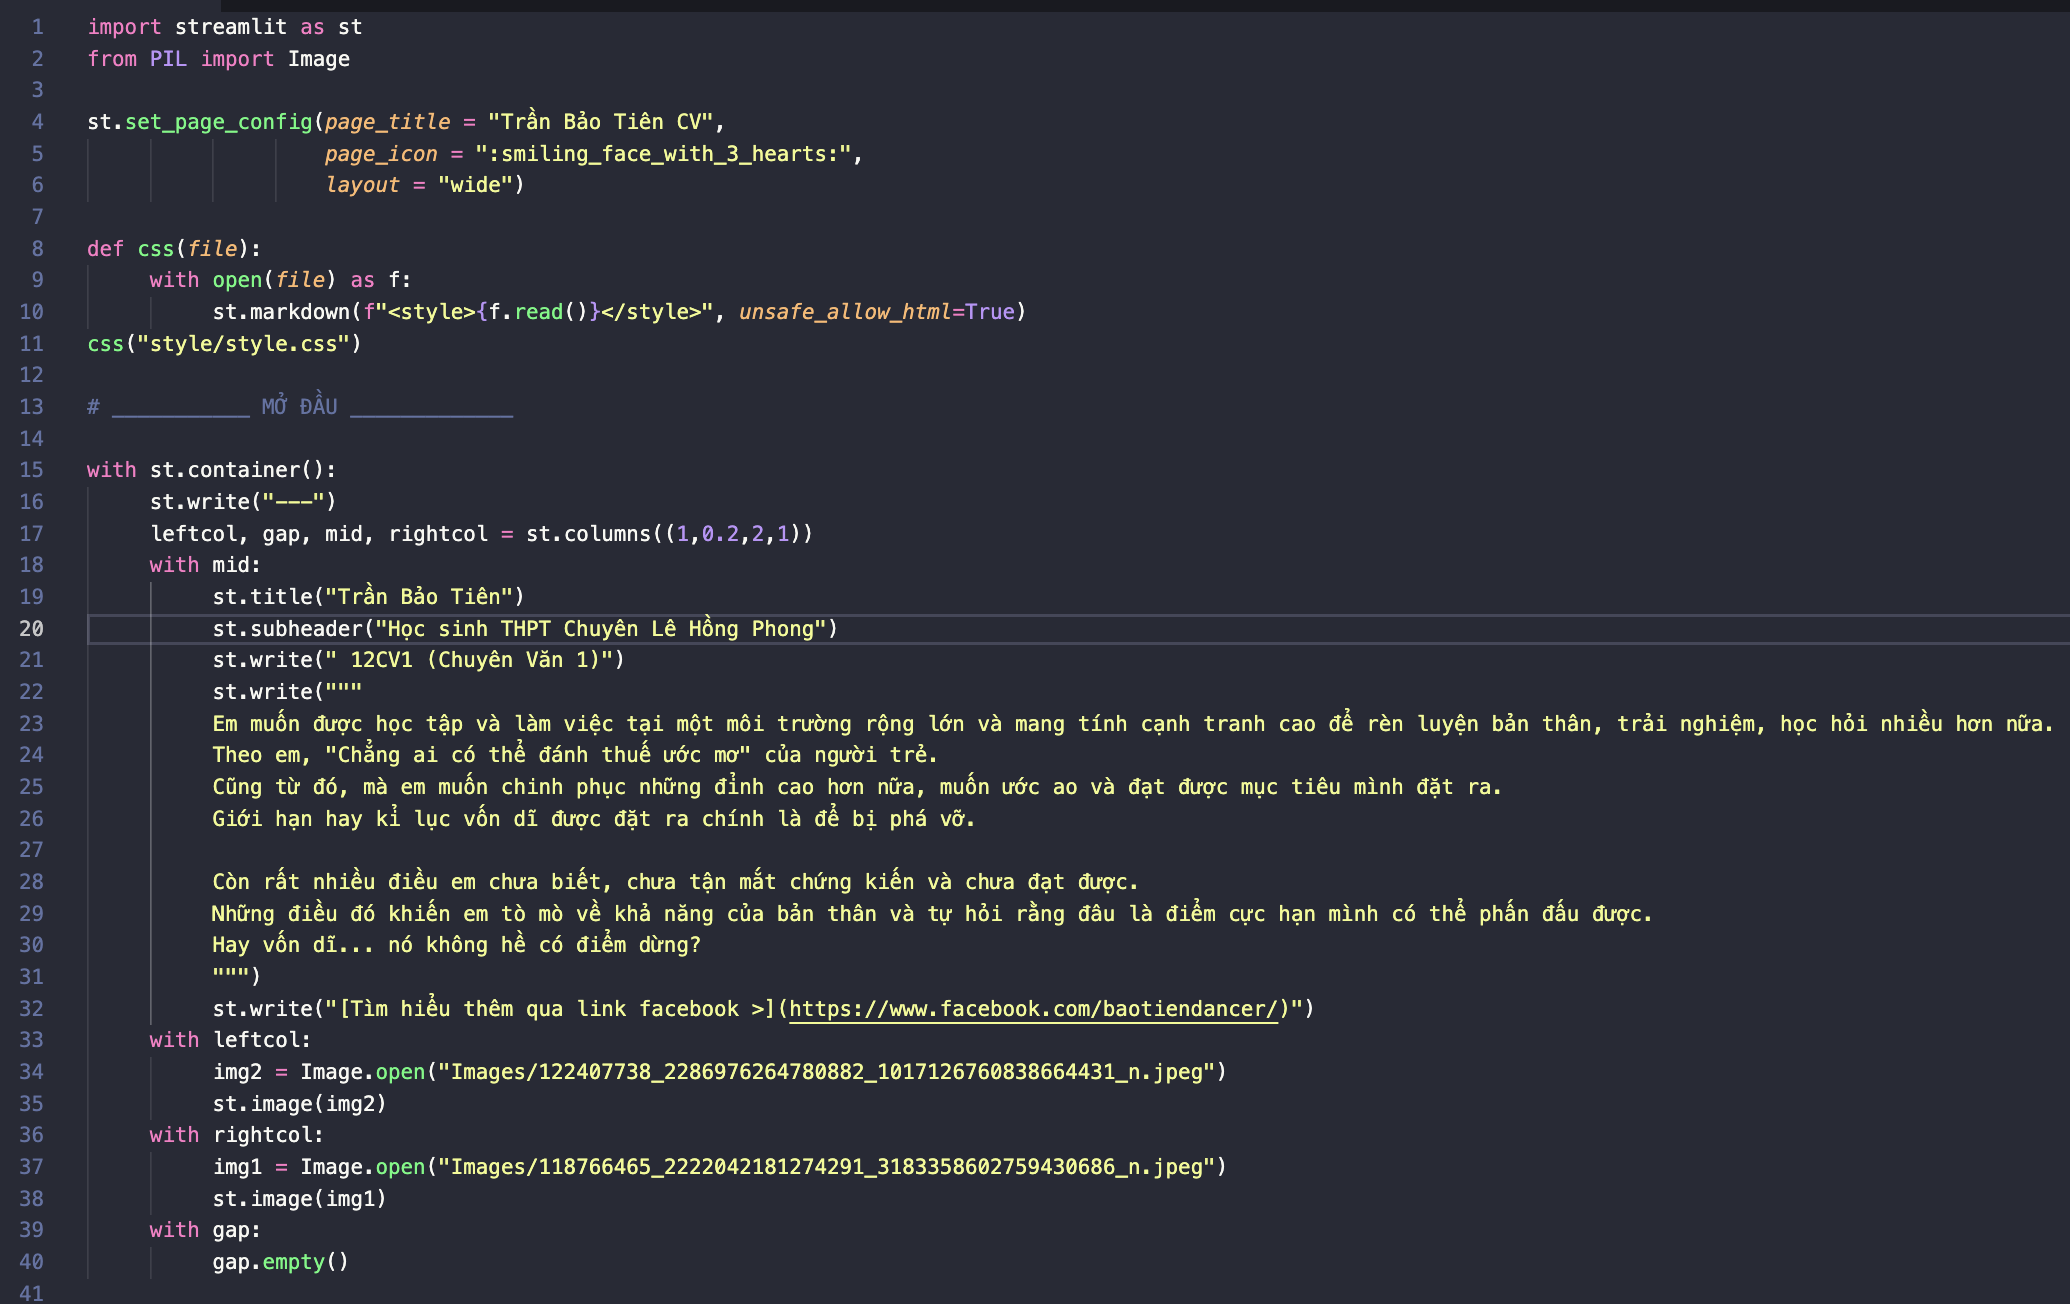 1 import streamlit as st
2 from PIL import Image
3
4 st.set_page_config(page_title = "Trần Bảo Tiên CV",
5 page_icon = ":smiling_face_with_3_hearts:",
6 layout = "wide")
7
8 def css(file):
9 with open(file) as f:
10 st.markdown(f"<style>{f.read()}</style>", unsafe_allow_html=True)
11 css("style/style.css")
12
13 # ___________ MỞ ĐẦU _____________
14
15 with st.container():
16 st.write("---")
17 leftcol, gap, mid, rightcol = st.columns((1,0.2,2,1))
18 with mid:
19 st.title("Trần Bảo Tiên")
20 st.subheader("Học sinh THPT Chuyên Lê Hồng Phong")
21 st.write(" 12CV1 (Chuyên Văn 1)")
22 st.write("""
23 Em muốn được học tập và làm việc tại một môi trường rộng lớn và mang tính cạnh tranh cao để rèn luyện bản thân, trải nghiệm, học hỏi nhiều hơn nữa.
24 Theo em, "Chẳng ai có thể đánh thuế ước mơ" của người trẻ.
25 Cũng từ đó, mà em muốn chinh phục những đỉnh cao hơn nữa, muốn ước ao và đạt được mục tiêu mình đặt ra.
26 Giới hạn hay kỉ lục vốn dĩ được đặt ra chính là để bị phá vỡ.
27
28 Còn rất nhiều điều em chưa biết, chưa tận mắt chứng kiến và chưa đạt được.
29 Những điều đó khiến em tò mò về khả năng của bản thân và tự hỏi rằng đâu là điểm cực hạn mình có thể phấn đấu được.
30 Hay vốn dĩ... nó không hề có điểm dừng?
31 """)
32 st.write("[Tìm hiểu thêm qua link facebook >](https://www.facebook.com/baotiendancer/)")
33 with leftcol:
34 img2 = Image.open("Images/122407738_2286976264780882_1017126760838664431_n.jpeg")
35 st.image(img2)
36 with rightcol:
37 img1 = Image.open("Images/118766465_2222042181274291_3183358602759430686_n.jpeg")
38 st.image(img1)
39 with gap:
40 gap.empty()
41